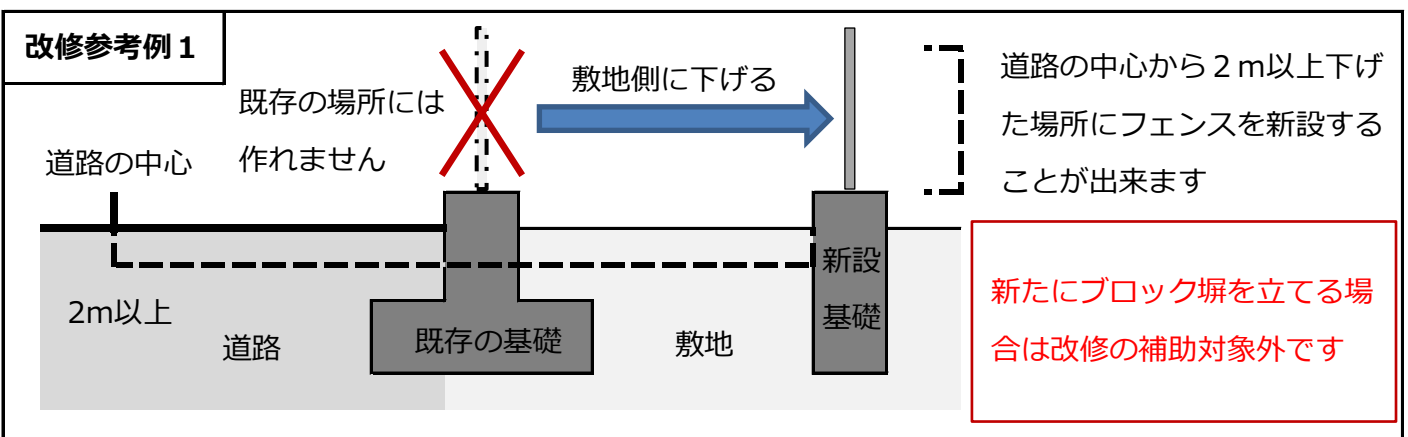 改修参考例１
既存の場所には
作れません
敷地側に下げる
道路の中心から２ｍ以上下げ
た場所にフェンスを新設する
ことが出来ます
道路の中心
2m以上
道路
既存の基礎
敷地
新設
基礎
新たにブロック塀を立てる場
合は改修の補助対象外です